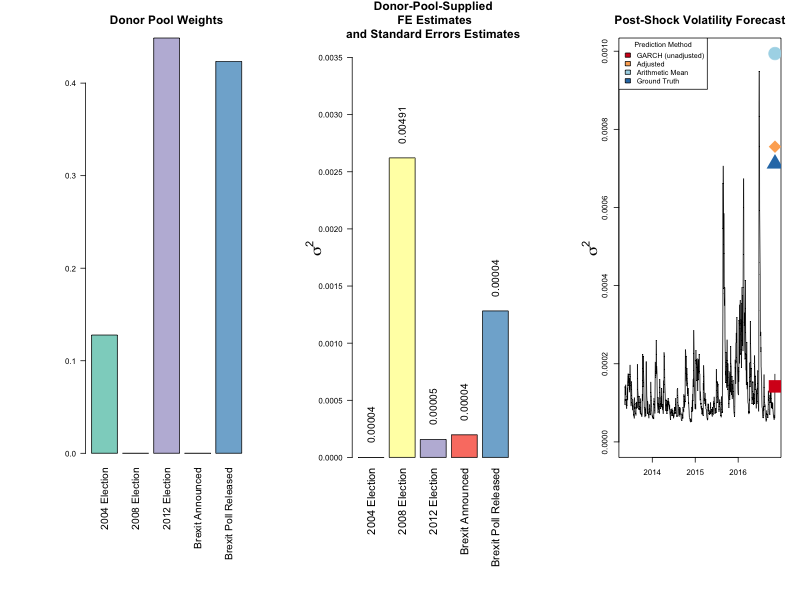 Donor Pool Weights
0.4
0.3
0.2
0.1
0.0
2004 Election
2008 Election
2012 Election
Brexit Announced
Brexit Poll Released
Donor-Pool-Supplied
FE Estimates
and Standard Errors Estimates
σ2
0.0035
0.0030
0.0025
0.0020
0.0015
0.0010
0.0005
0.0000
0.00004
0.00491
0.00005
0.00004
0.00004
2004 Election
2008 Election
2012 Election
Brexit Announced
Brexit Poll Released
Post-Shock Volatility Forecast
σ2
0.0010
0.0008
0.0006
0.0004
0.0002
0.0000
Prediction Method
GARCH (unadjusted)
Adjusted
Arithmetic Mean
Ground Truth
2014 2015 2016